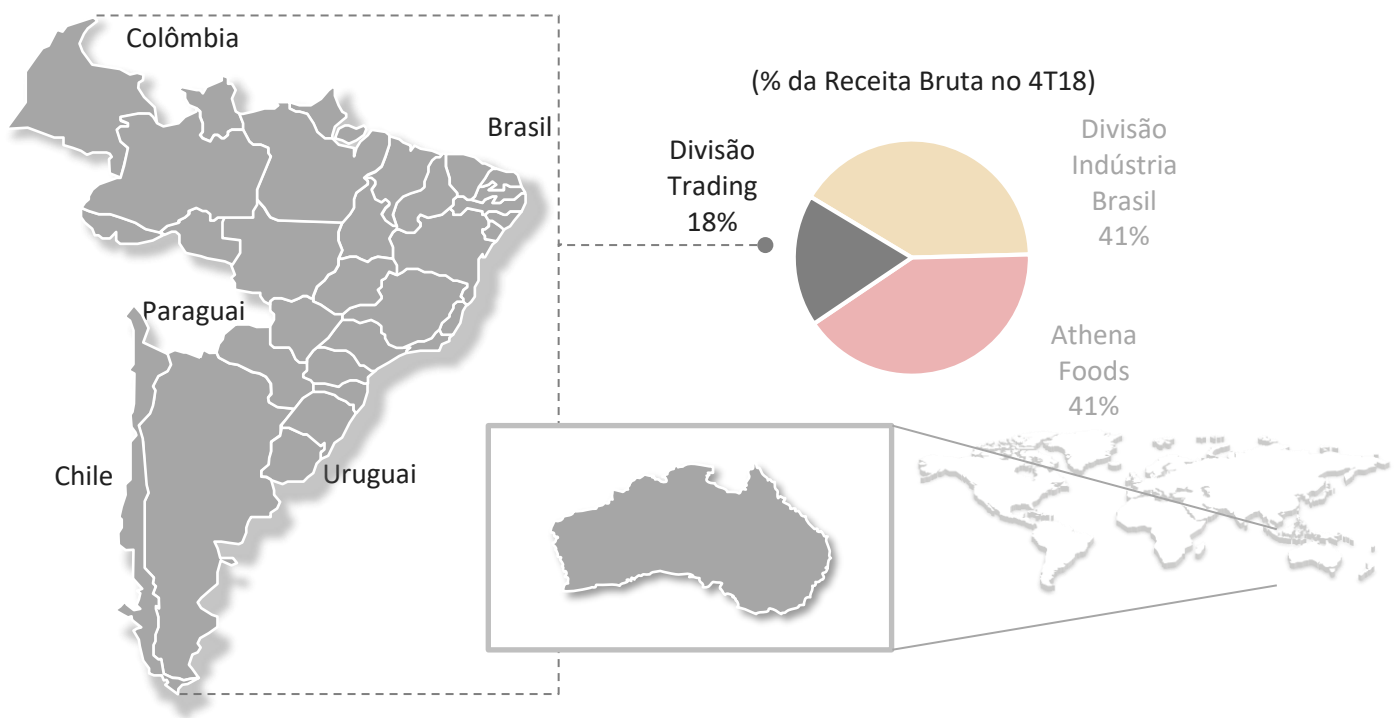 Colômbia
Brasil
Paraguai
Chile
Uruguai
(% da Receita Bruta no 4T18)
Divisão
Trading
18%
Divisão
Indústria
Brasil
41%
Athena
Foods
41%